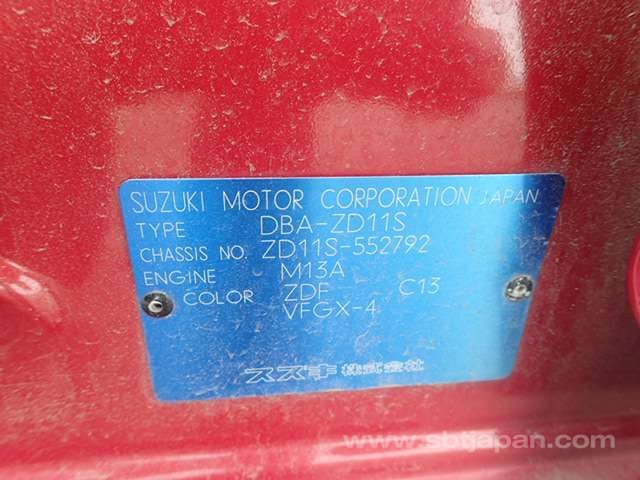 SUZUKI MOTOR CORPORATION JAPAN
TYPE DBA-ZD11S
CHASSIS NO. ZD11S-552792
ENGINE M13A
COLOR ZDF C13
VFGX-4
スズキ株式会社
www.sbtjapan.com